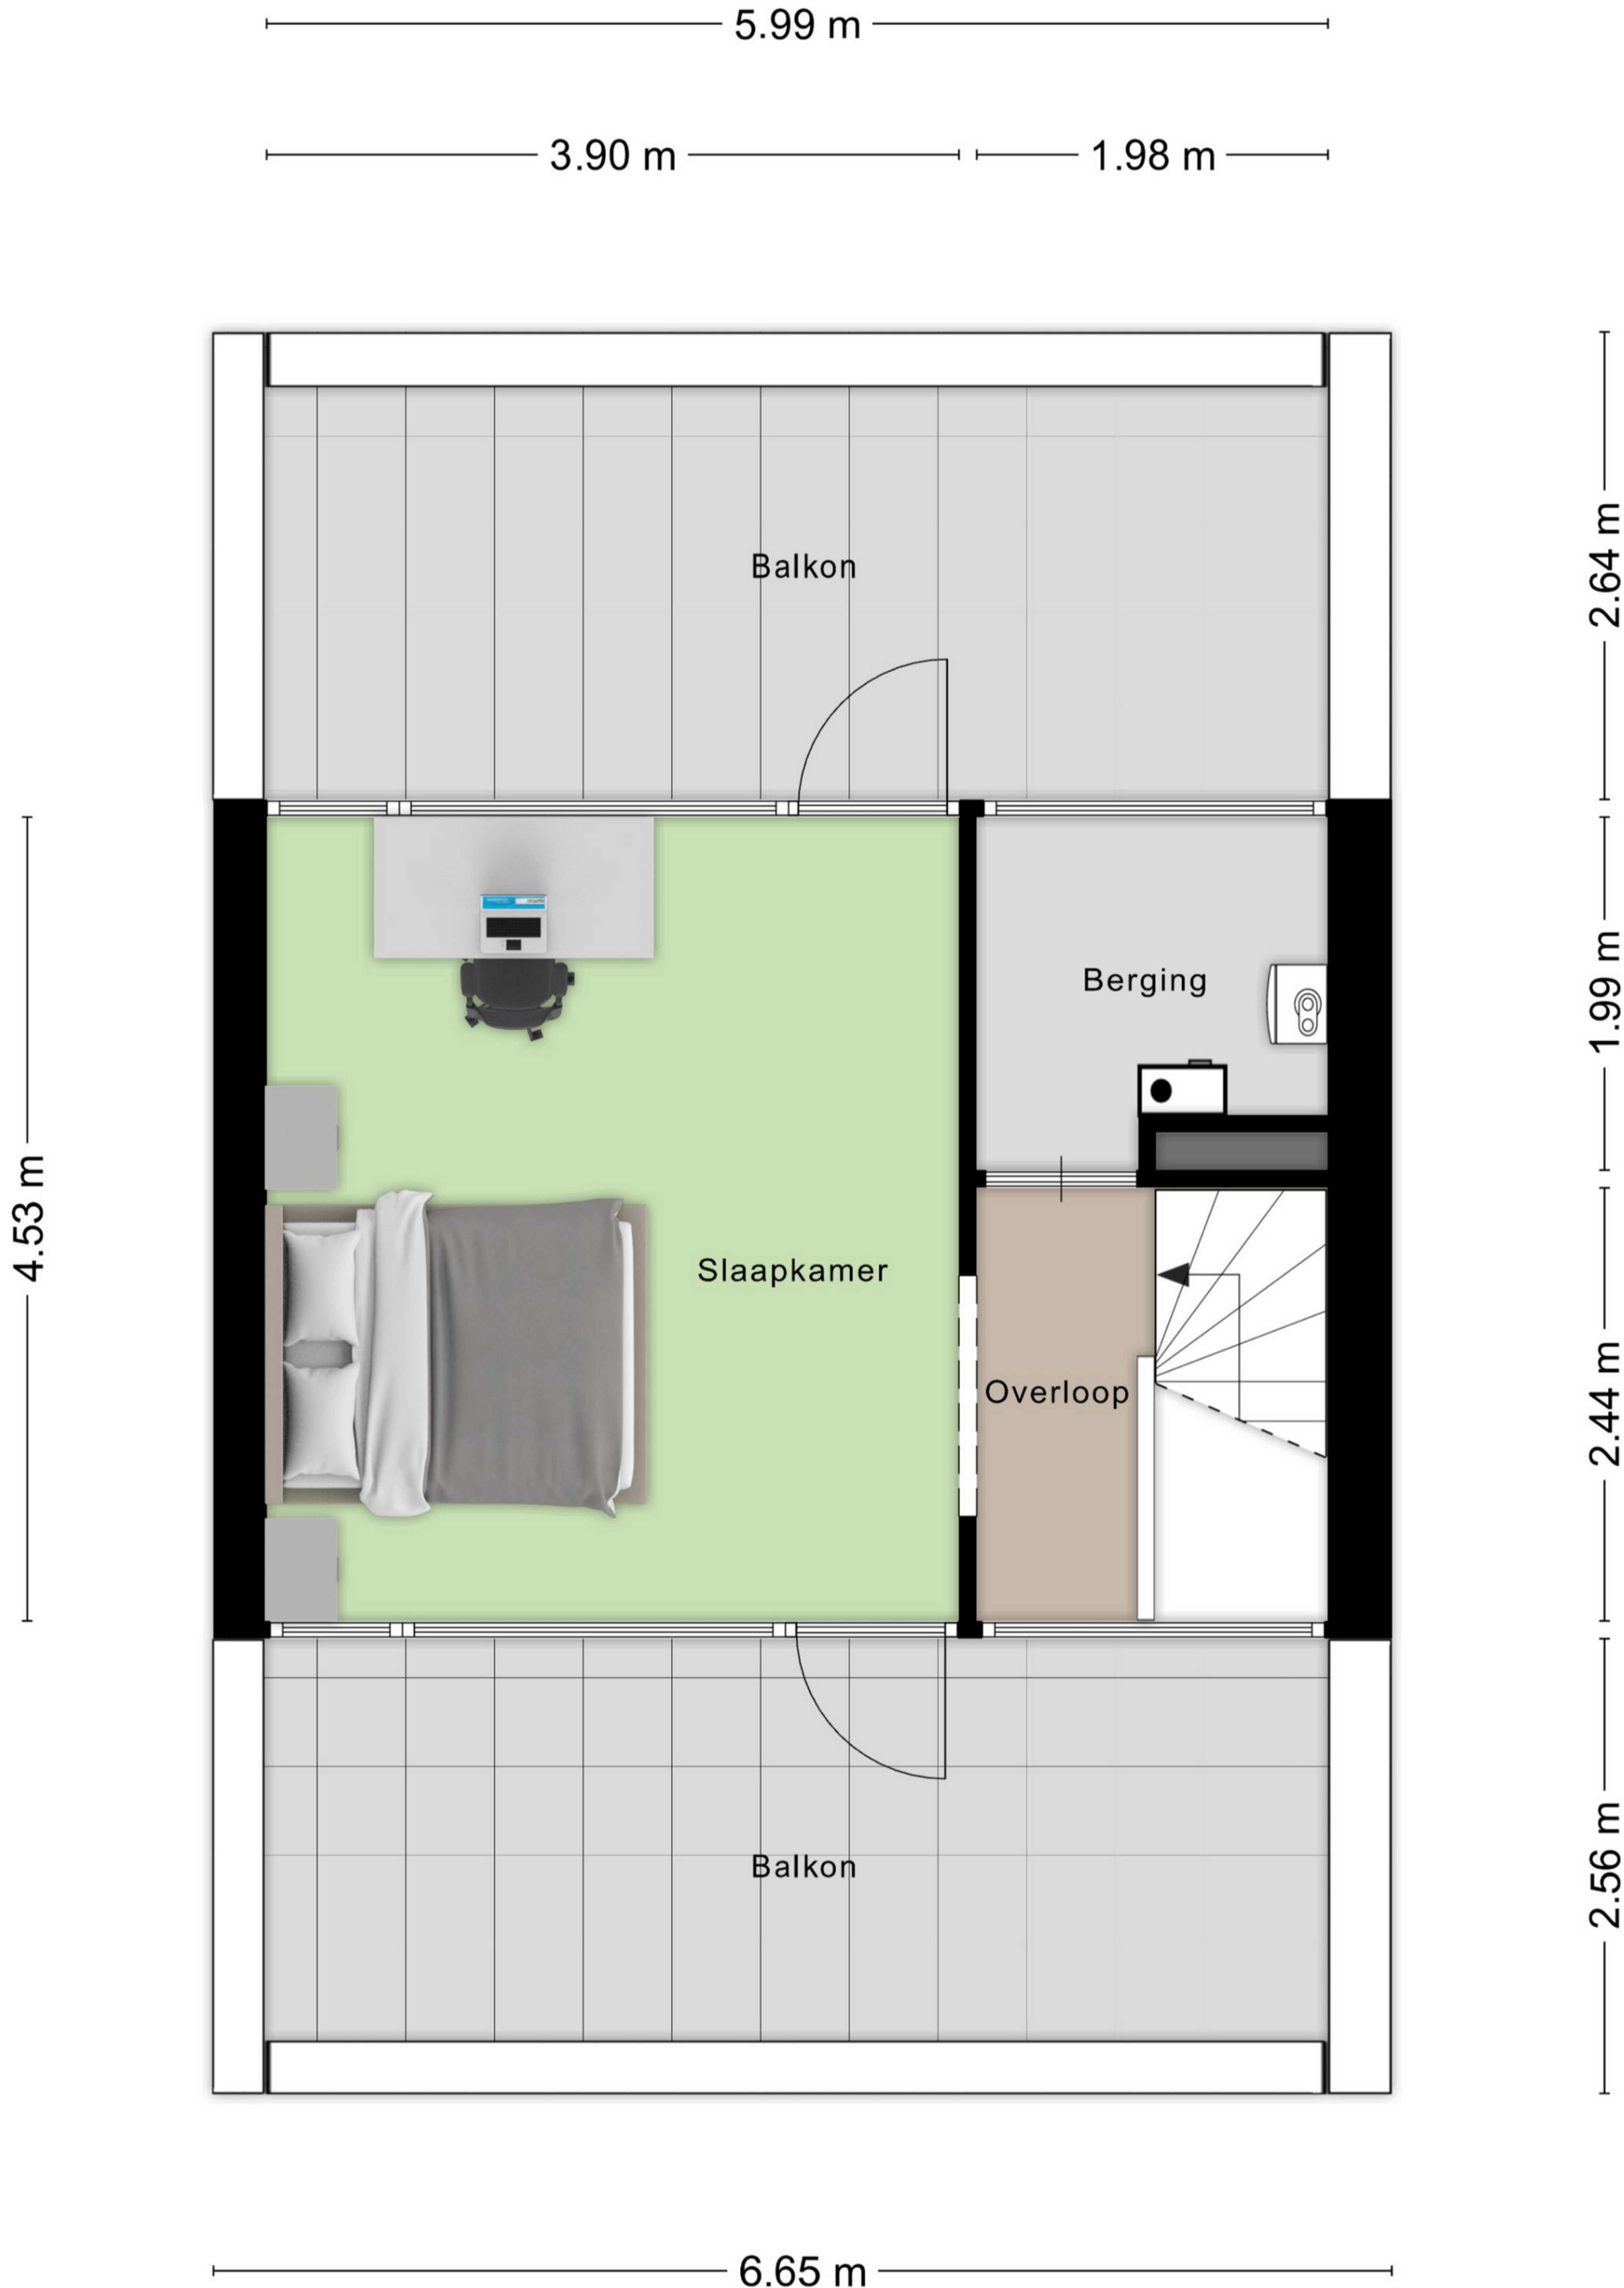 5.99 m
3.90 m
1.98 m
Balkon
2.64 m
Berging
1.99 m
4.53 m
Slaapkamer
Overloop
2.44 m
Balkon
2.56 m
6.65 m